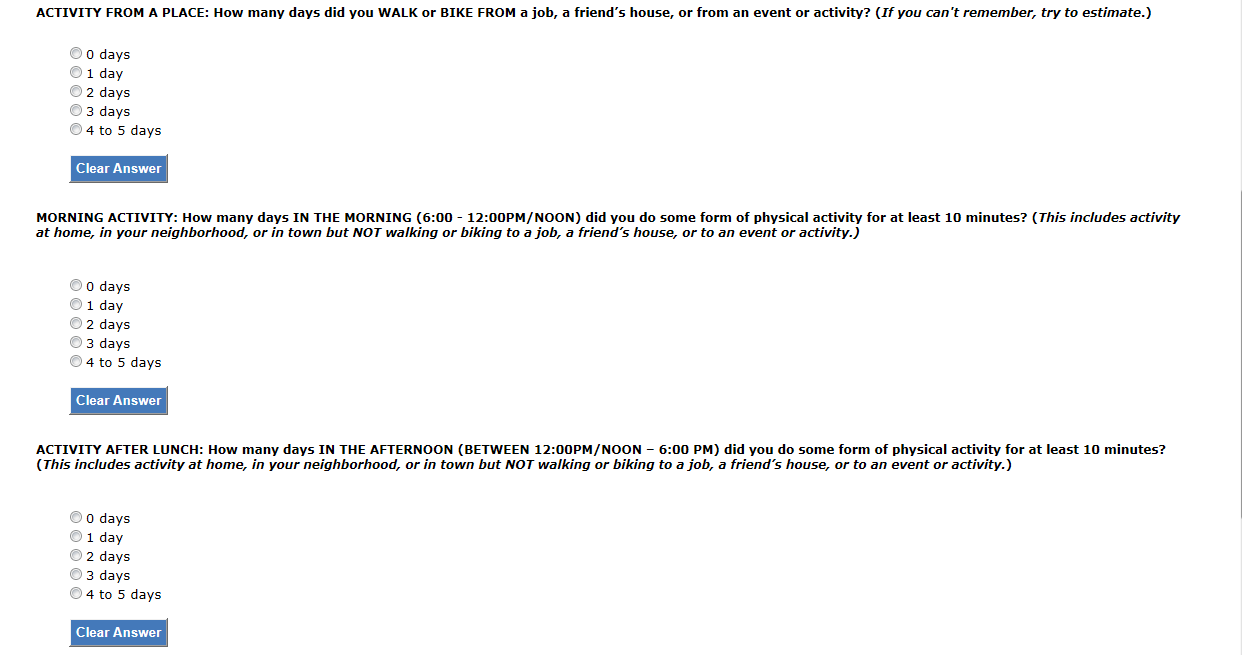 ACTIVITY FROM A PLACE: How many days did you WALK or BIKE FROM a job, a friend’s house, or from an event or activity? (If you can't remember, try to estimate.)
0 days
1 day
2 days
3 days
4 to 5 days
Clear Answer
MORNING ACTIVITY: How many days IN THE MORNING (6:00 - 12:00PM/NOON) did you do some form of physical activity for at least 10 minutes? (This includes activity
at home, in your neighborhood, or in town but NOT walking or biking to a job, a friend’s house, or to an event or activity.)
0 days
1 day
2 days
3 days
4 to 5 days
Clear Answer
ACTIVITY AFTER LUNCH: How many days IN THE AFTERNOON (BETWEEN 12:00PM/NOON – 6:00 PM) did you do some form of physical activity for at least 10 minutes?
(This includes activity at home, in your neighborhood, or in town but NOT walking or biking to a job, a friend’s house, or to an event or activity.)
0 days
1 day
2 days
3 days
4 to 5 days
Clear Answer